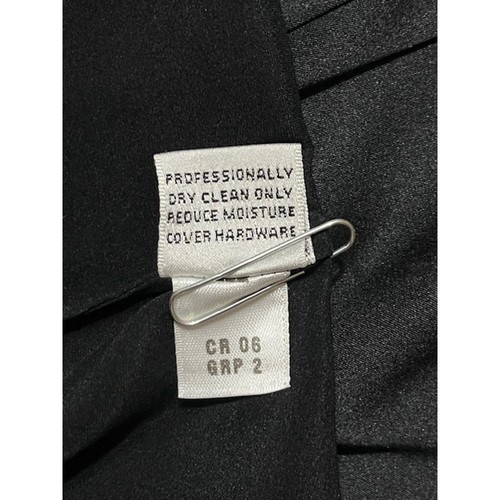 PROFESSIONALLY
DRY CLEAN ONLY
REDUCE MOISTURE
COVER HARDWARE
CR 06
GRP 2